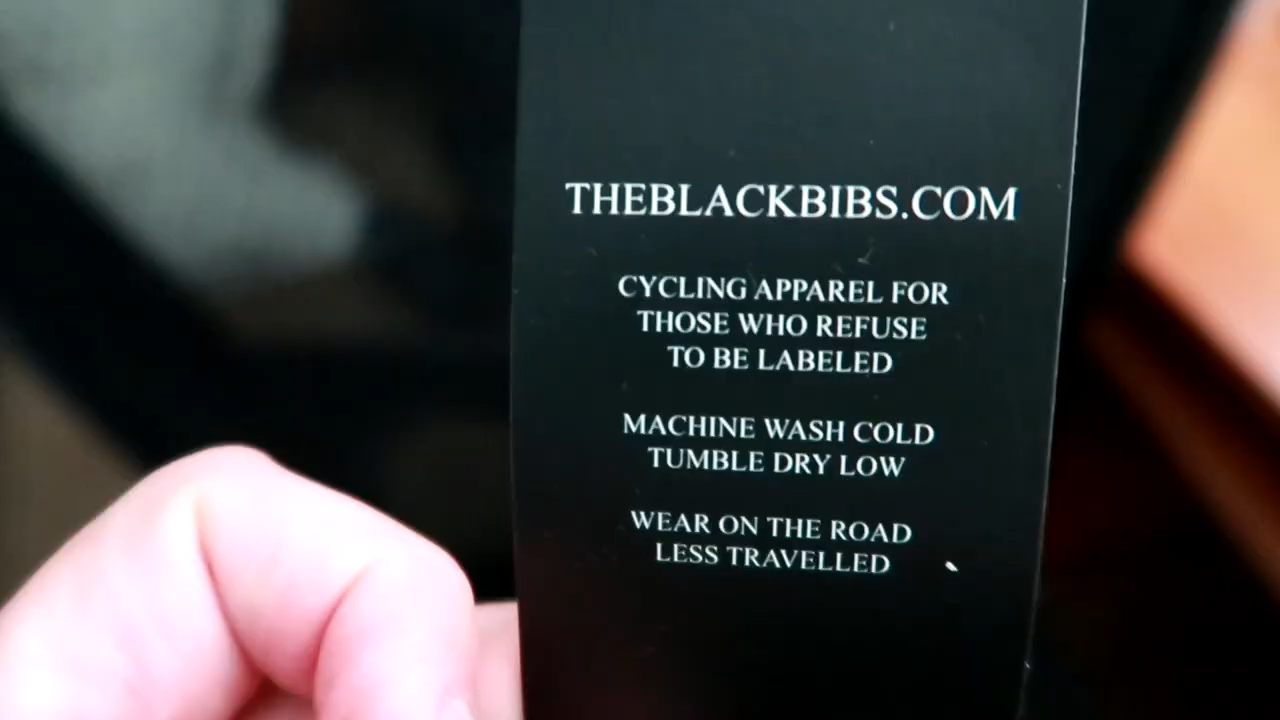 THEBLACKBIBS.COM
CYCLING APPAREL FOR
THOSE WHO REFUSE
TO BE LABELED
MACHINE WASH COLD
TUMBLE DRY LOW
WEAR ON THE ROAD
LESS TRAVELLED